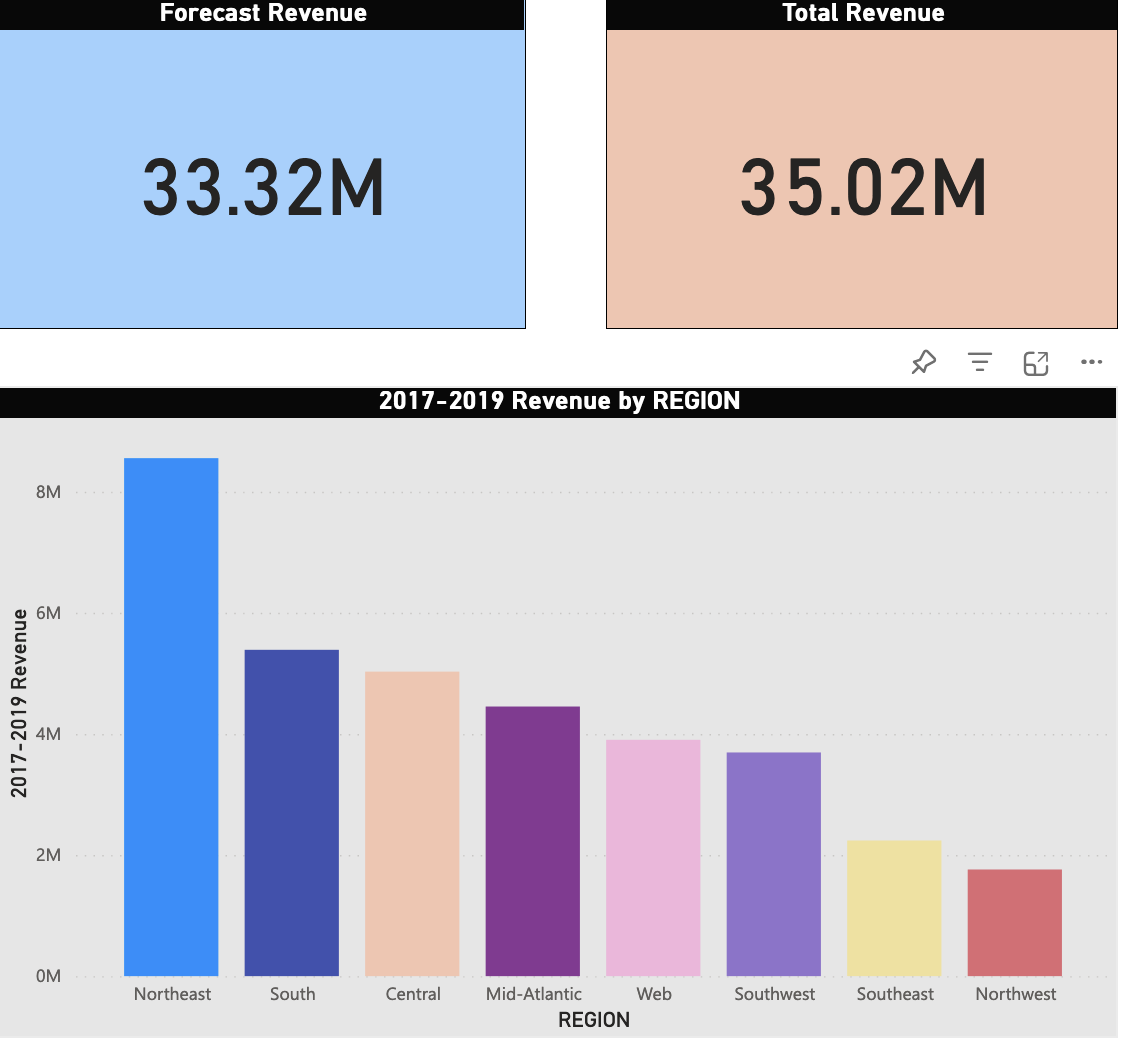 Forecast Revenue
Total Revenue
33.32M
35.02M
2017-2019 Revenue by REGION
2017-2019 Revenue
8M
6M
4M
2M
0M
Northeast South Central Mid-Atlantic Web Southwest Southeast Northwest
REGION